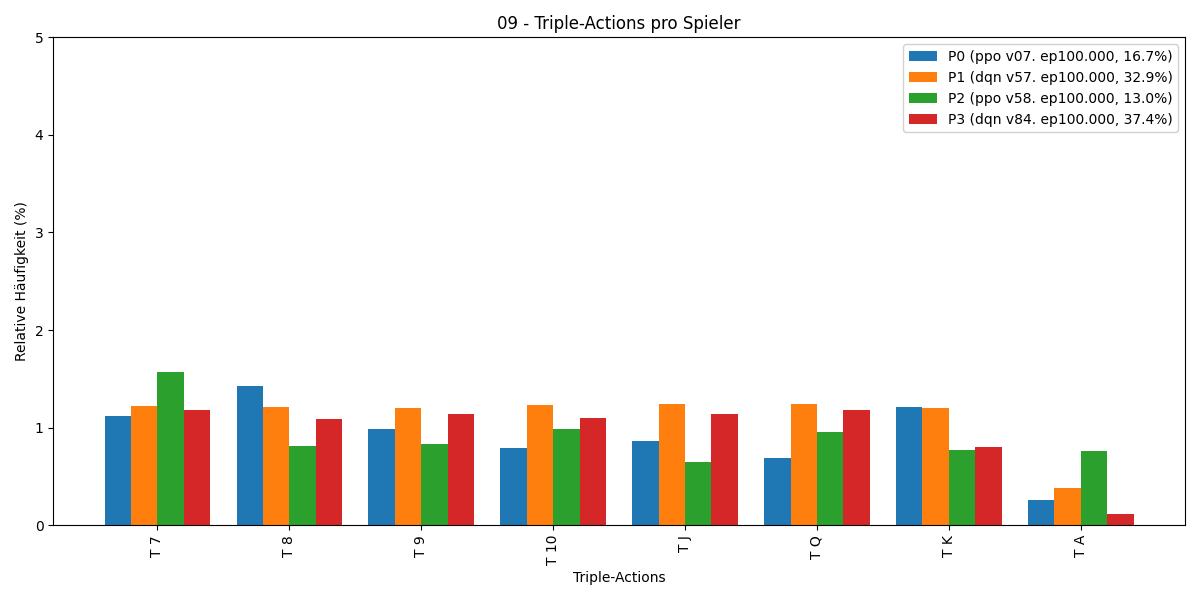 09 - Triple-Actions pro Spieler
P0 (ppo v07. ep100.000, 16.7%)
P1 (dqn v57. ep100.000, 32.9%)
P2 (ppo v58. ep100.000, 13.0%)
P3 (dqn v84. ep100.000, 37.4%)
Relative Häufigkeit (%)
5
4
3
2
1
0
T 7
T 8
T 9
T 10
T J
T Q
T K
T A
Triple-Actions